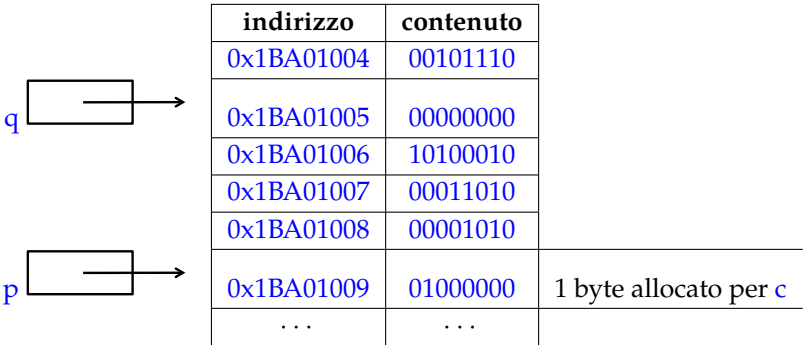 indirizzo contenuto
0x1BA01004 00101110
q 0x1BA01005 00000000
0x1BA01006 10100010
0x1BA01007 00011010
0x1BA01008 00001010
p 0x1BA01009 01000000 1 byte allocato per c
. . . . . .